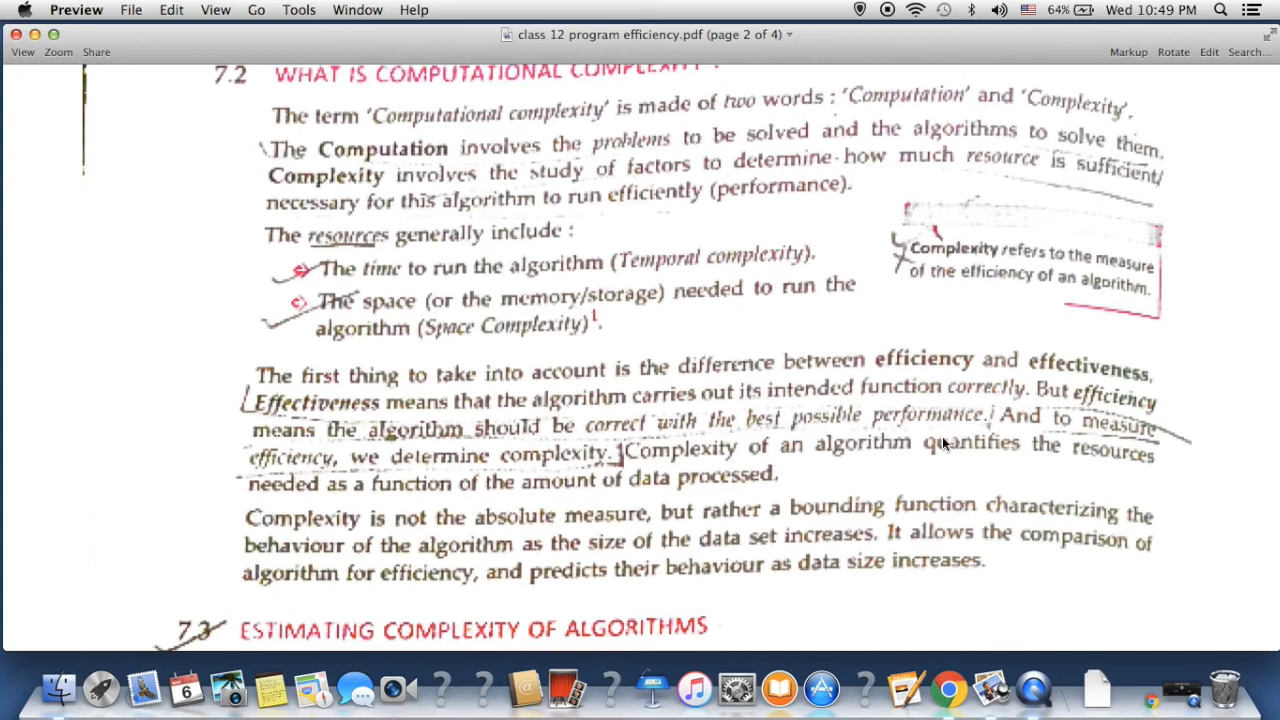 Preview File Edit View Go Tools Window Help 64% Wed 10:49 PM
class 12 program efficiency.pdf (page 2 of 4)
View Zoom Share Markup Rotate Edit Search...
7.2 WHAT IS COMPUTATIONAL COMPLEXITY ?
The term 'Computational complexity' is made of two words : 'Computation' and 'Complexity'.
The Computation involves the problems to be solved and the algorithms to solve them.
Complexity involves the study of factors to determine how much resource is sufficient/
necessary for this algorithm to run efficiently (performance).
The resources generally include :
The time to run the algorithm (Temporal complexity).
The space (or the memory/storage) needed to run the
algorithm (Space Complexity)1.
Complexity refers to the measure
of the efficiency of an algorithm.
The first thing to take into account is the difference between efficiency and effectiveness.
Effectiveness means that the algorithm carries out its intended function correctly. But efficiency
means the algorithm should be correct with the best possible performance. And to measure
efficiency, we determine complexity. Complexity of an algorithm quantifies the resources
needed as a function of the amount of data processed.
Complexity is not the absolute measure, but rather a bounding function characterizing the
behaviour of the algorithm as the size of the data set increases. It allows the comparison of
algorithm for efficiency, and predicts their behaviour as data size increases.
7.3 ESTIMATING COMPLEXITY OF ALGORITHMS
6